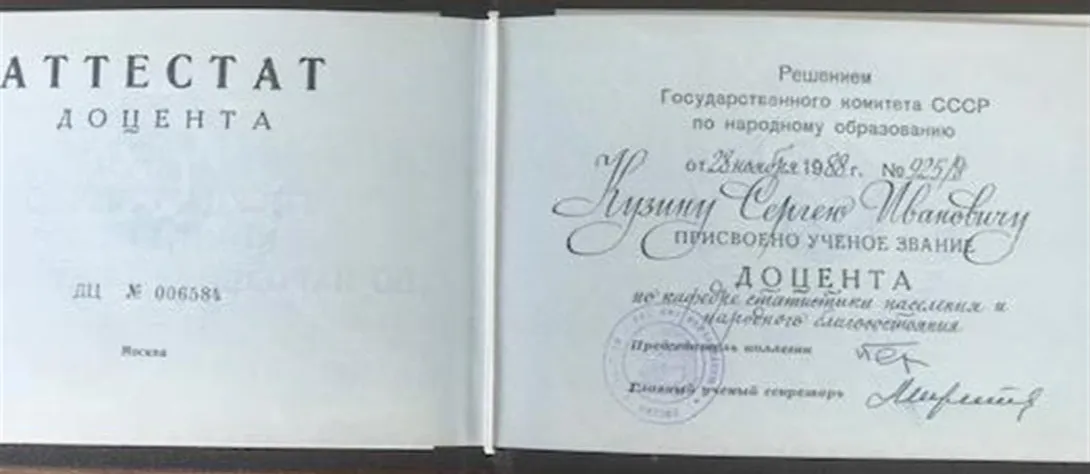 АТТЕСТАТ
ДОЦЕНТА
ДЦ № 006584
Москва
Решением
Государственного комитета СССР
по народному образованию
от 28 ноября 1988 г. № 925/д
Кузину Сергею Ивановичу
ПРИСВОЕНО УЧЕНОЕ ЗВАНИЕ
ДОЦЕНТА
по кафедре статистики населения и
народного благосостояния
Председатель коллегии
Главный ученый секретарь